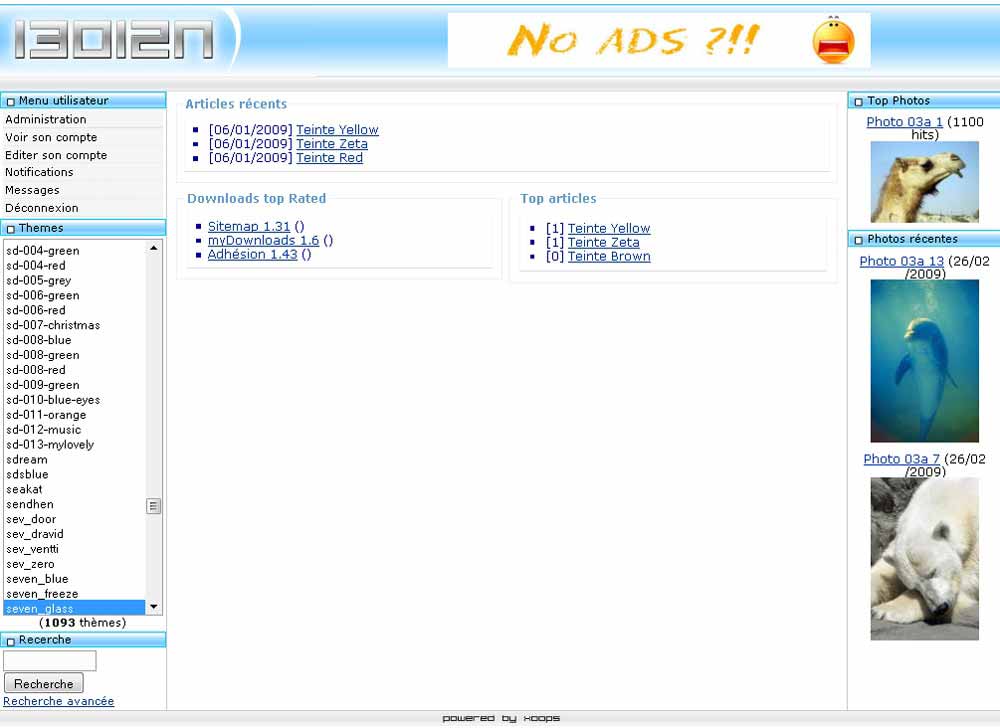 13012N
No ADS ?!!
Menu utilisateur
Administration
Voir son compte
Editer son compte
Notifications
Messages
Déconnexion
Themes
sd-004-green
sd-004-red
sd-005-grey
sd-006-green
sd-006-red
sd-007-christmas
sd-008-blue
sd-008-green
sd-008-red
sd-009-green
sd-010-blue-eyes
sd-011-orange
sd-012-music
sd-013-mylovely
sdream
sdsblue
seakat
sendhen
sev_door
sev_dravid
sev_ventti
sev_zero
seven_blue
seven_freeze
seven_glass
(1093 thèmes)
Recerche
Recherche
Recherche avancée
Articles récents
[06/01/2009] Teinte Yellow
[06/01/2009] Teinte Zeta
[06/01/2009] Teinte Red
Downloads top Rated
Sitemap 1.31 ()
myDownloads 1.6 ()
Adhésion 1.43 ()
Top articles
[1] Teinte Yellow
[1] Teinte Zeta
[0] Teinte Brown
Top Photos
Photo 03a 1 (1100
hits)
Photos récentes
Photo 03a 13 (26/02
/2009)
Photo 03a 7 (26/02
/2009)
powered by xoops